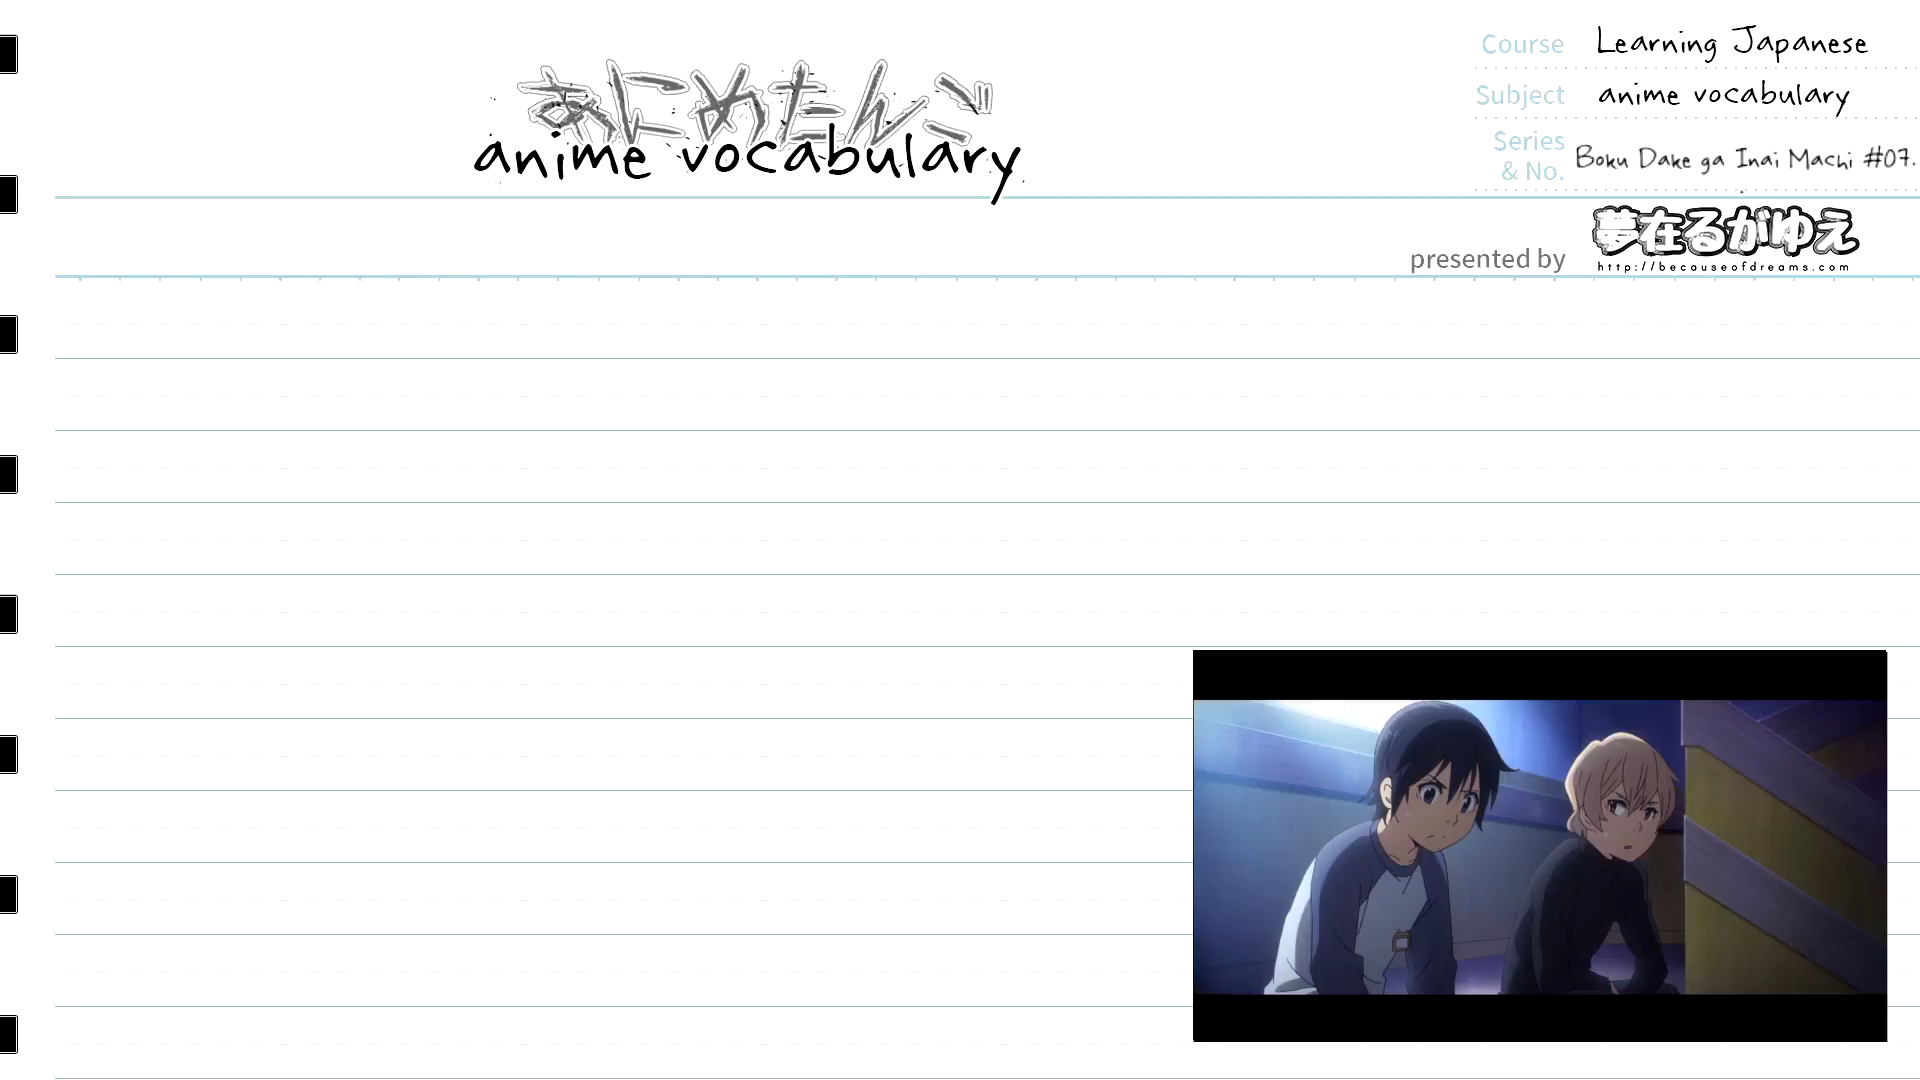 あにめたんご
anime vocabulary
Course Learning Japanese
Subject anime vocabulary
Series & No. Boku Dake ga Inai Machi #07.
presented by 夢在るがゆえ
http://becauseofdreams.com